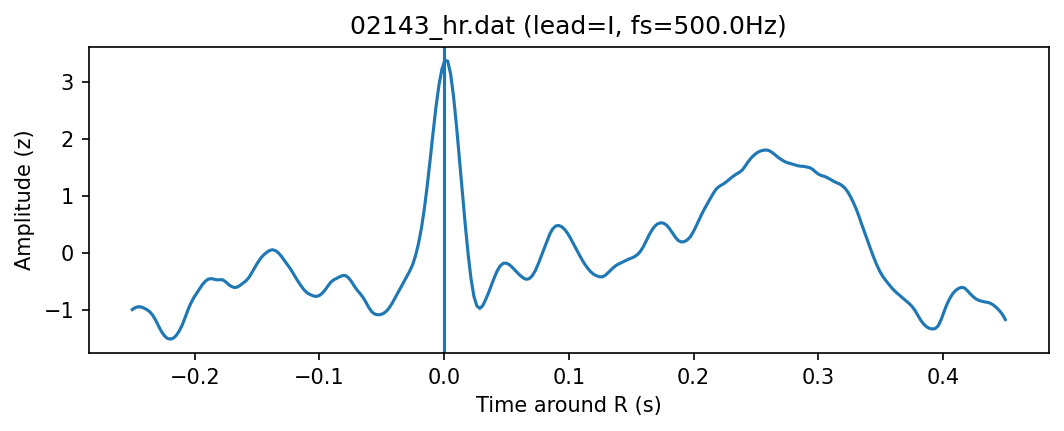 02143_hr.dat (lead=I, fs=500.0Hz)
Amplitude (z)
3
2
1
0
−1
−0.2 −0.1 0.0 0.1 0.2 0.3 0.4
Time around R (s)